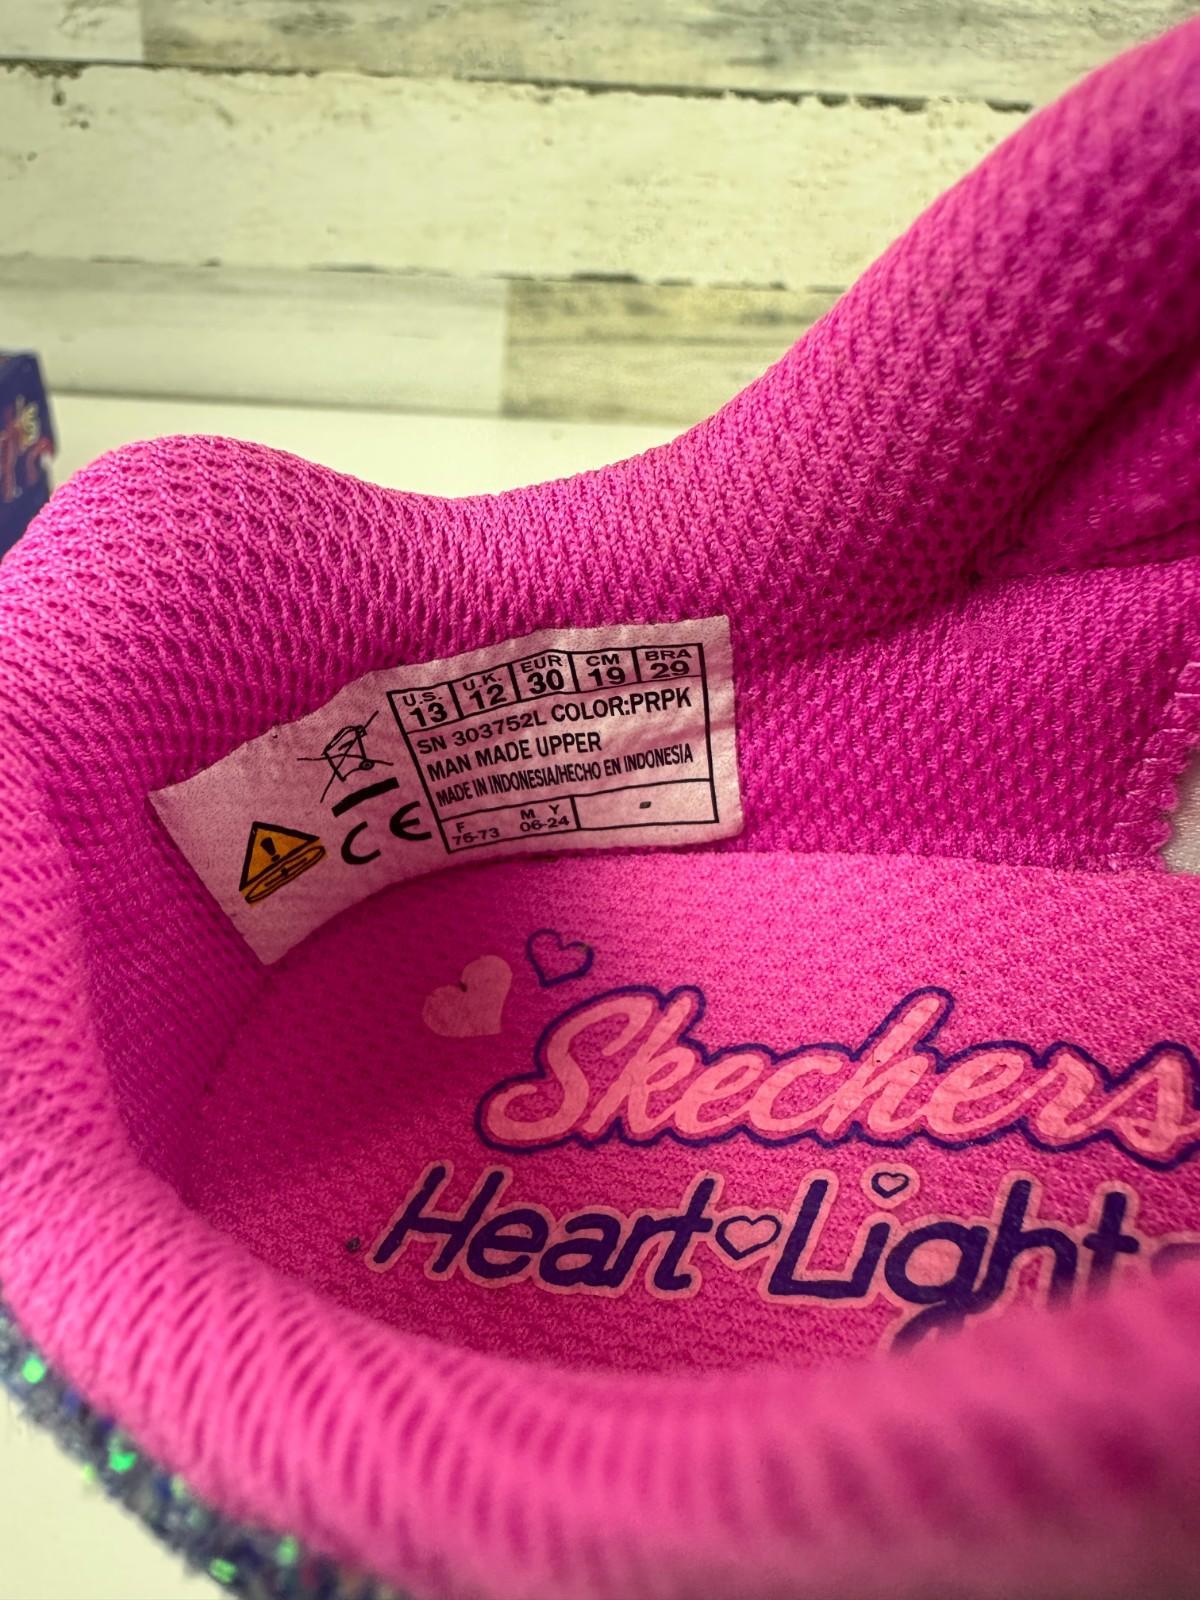 U.S. U.K. EUR CM BRA
13 12 30 19 29
SN 303752L COLOR:PRPK
MAN MADE UPPER
MADE IN INDONESIA/HECHO EN INDONESIA
F M Y
75-73 06-24
CE
Skechers
Heart Light